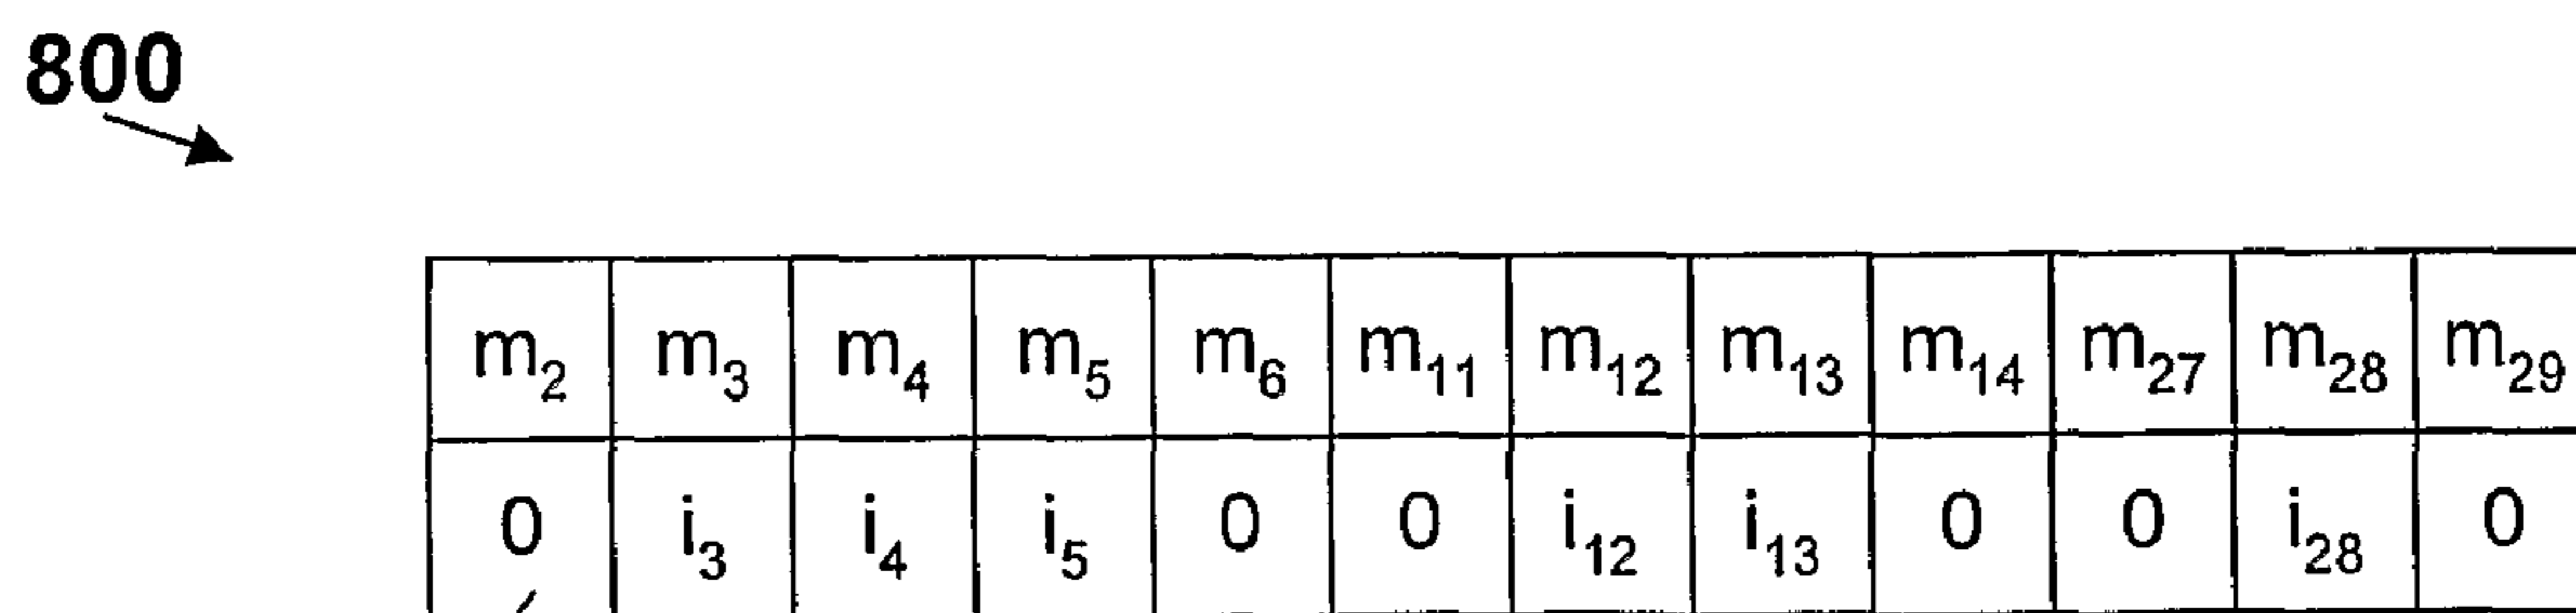 800
m₂ m₃ m₄ m₅ m₆ m₁₁ m₁₂ m₁₃ m₁₄ m₂₇ m₂₈ m₂₉
0 i₃ i₄ i₅ 0 0 i₁₂ i₁₃ 0 0 i₂₈ 0